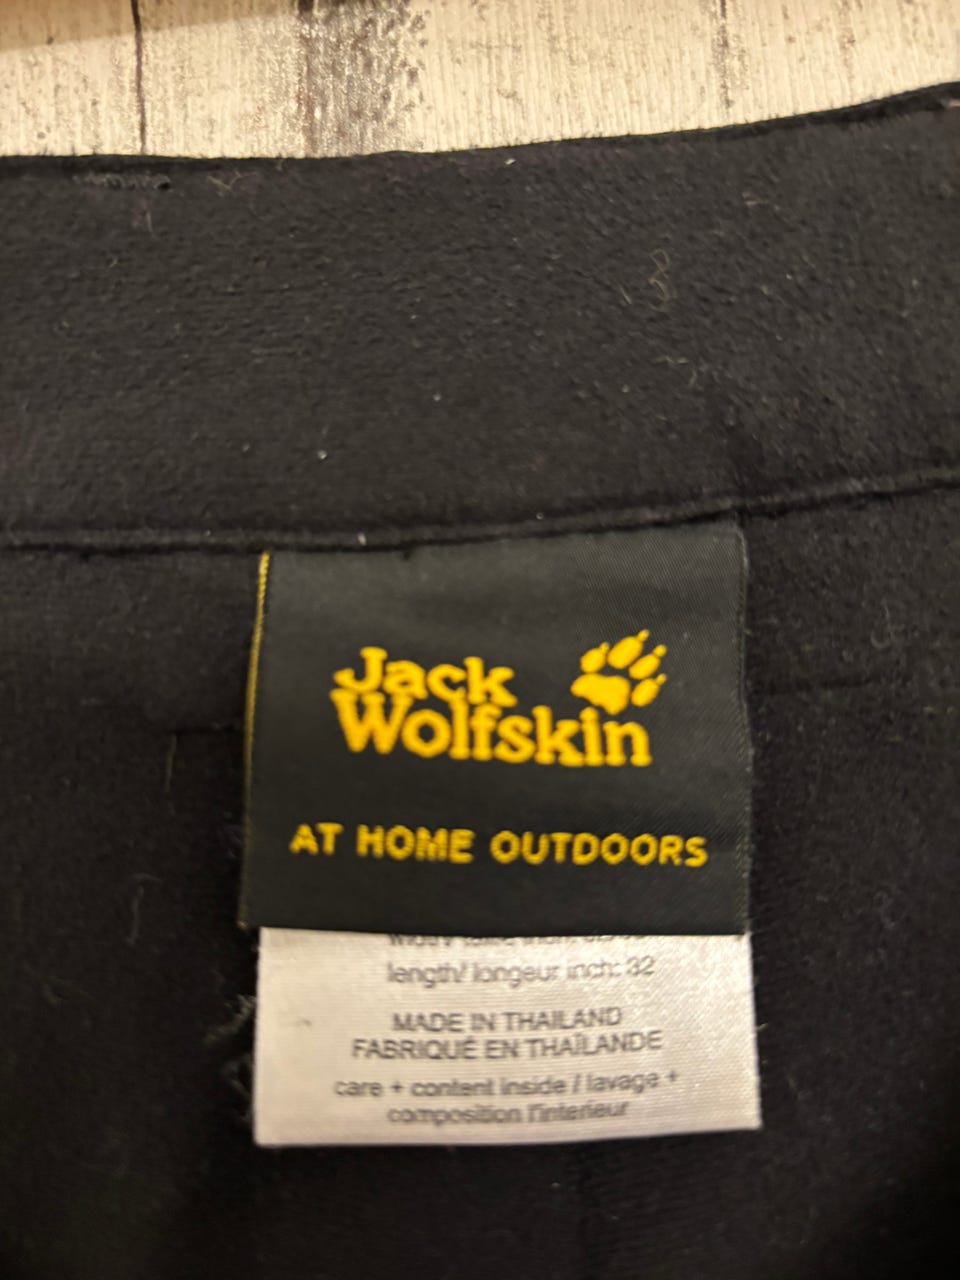 Jack
Wolfskin
AT HOME OUTDOORS
length/ longeur inch: 32
MADE IN THAILAND
FABRIQUÉ EN THAÏLANDE
care + content inside / lavage +
composition l'interieur